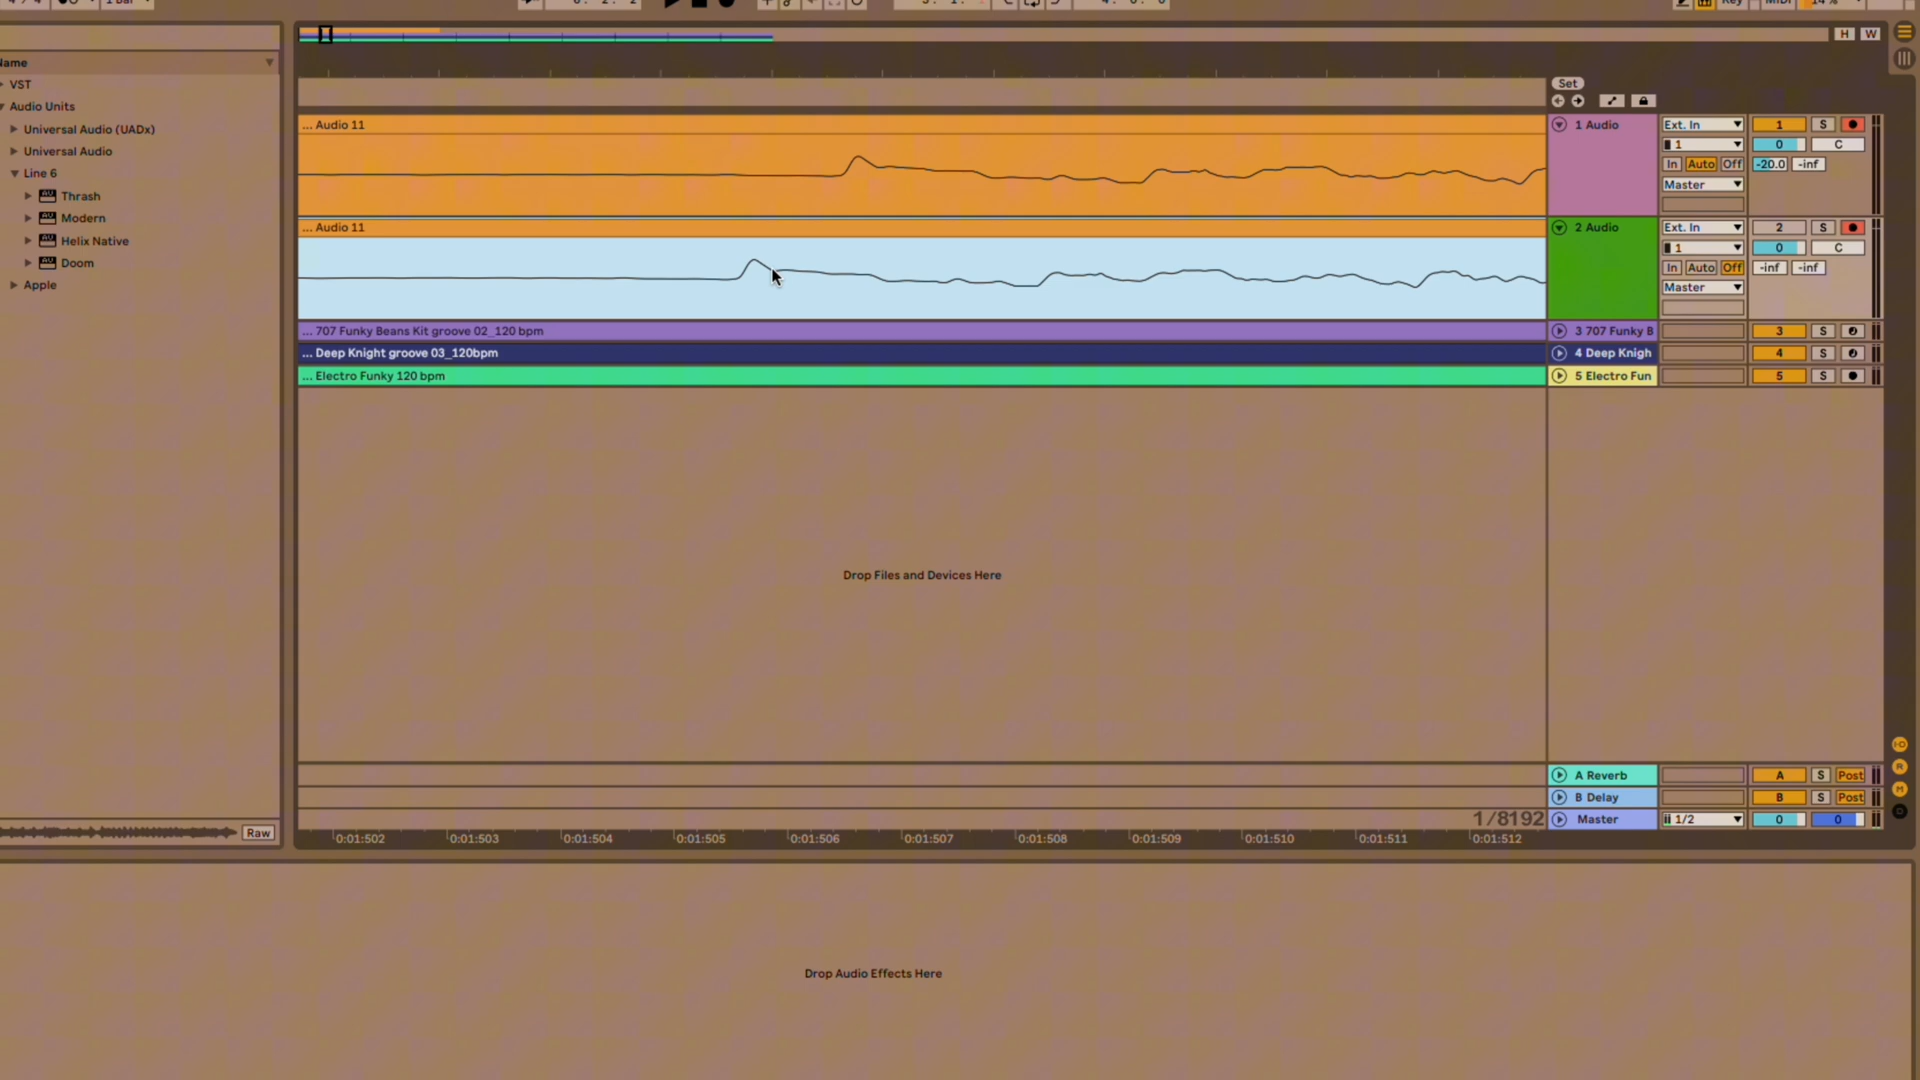 H W
Name
VST
Audio Units
Universal Audio (UADx)
Universal Audio
Line 6
Thrash
Modern
Helix Native
Doom
Apple
Raw
Set
... Audio 11
1 Audio
Ext. In
1
S
1
0
C
In Auto Off
-20.0
-inf
Master
... Audio 11
2 Audio
Ext. In
2
S
1
0
C
In Auto Off
-inf
-inf
Master
... 707 Funky Beans Kit groove 02_120 bpm
3 707 Funky B
3
S
... Deep Knight groove 03_120bpm
4 Deep Knigh
4
S
... Electro Funky 120 bpm
5 Electro Fun
5
S
Drop Files and Devices Here
A Reverb
A
S
Post
B Delay
B
S
Post
1/8192
Master
1/2
0
0
0:01:502
0:01:503
0:01:504
0:01:505
0:01:506
0:01:507
0:01:508
0:01:509
0:01:510
0:01:511
0:01:512
I·O
R
M
D
Drop Audio Effects Here